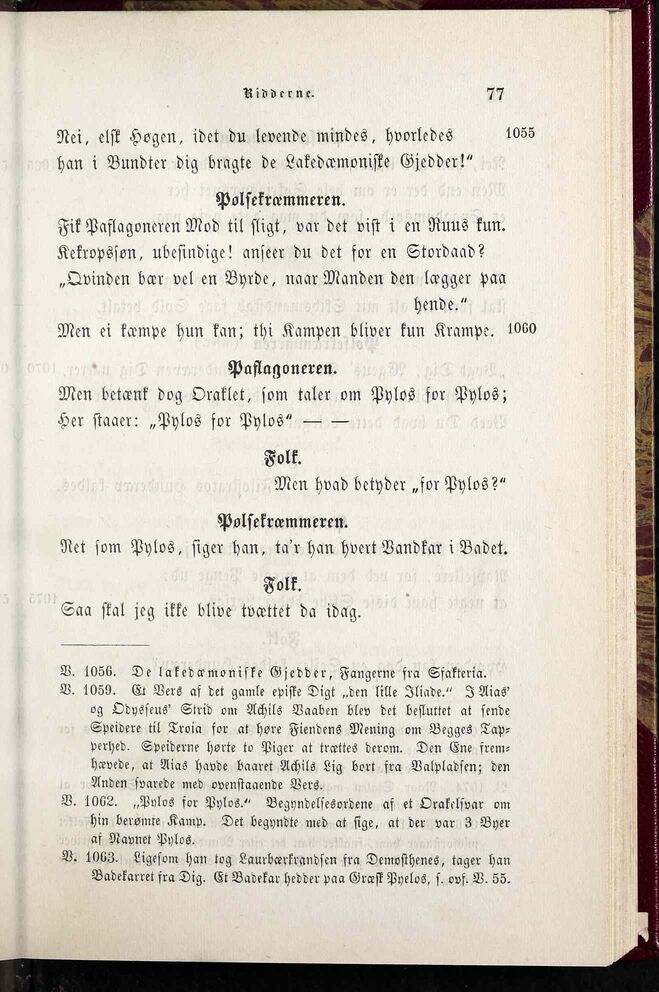 Ridderne. 77
Nei, elsk Høgen, idet du levende mindes, hvorledes 1055
han i Bundter dig bragte de Lakedæmoniske Gjedder!"
Pølsekræmmeren.
Fik Paflagoneren Mod til sligt, var det vist i en Ruus kun.
Kekropssøn, ubesindige! anseer du det for en Stordaad?
„Qvinden bær vel en Byrde, naar Manden den lægger paa
hende."
Men ei kæmpe hun kan; thi Kampen bliver kun Krampe. 1060
Paflagoneren.
Men betænk dog Oraklet, som taler om Pylos for Pylos;
Her staaer: „Pylos for Pylos" — —
Folk.
Men hvad betyder „for Pylos?"
Pølsekræmmeren.
Net som Pylos, siger han, ta'r han hvert Vandkar i Badet.
Folk.
Saa skal jeg ikke blive tvættet da idag.
V. 1056. De lakedæmoniske Gjedder, Fangerne fra Sfakteria.
V. 1059. Et Vers af det gamle episke Digt „den lille Iliade." I Aias'
og Odysseus' Strid om Achils Vaaben blev det besluttet at sende
Speidere til Troia for at høre Fiendens Mening om Begges Tap-
perhed. Speiderne hørte to Piger at trættes derom. Den Ene frem-
hævede, at Aias havde baaret Achils Lig bort fra Valpladsen; den
Anden svarede med ovenstaaende Vers.
V. 1062. „Pylos for Pylos." Begyndelsesordene af et Orakelsvar om
hin berømte Kamp. Det begyndte med at sige, at der var 3 Byer
af Navnet Pylos.
V. 1063. Ligesom han tog Laurbærkrandsen fra Demosthenes, tager han
Badekarret fra Dig. Et Badekar hedder paa Græsk Pyelos, s. ovf. V. 55.